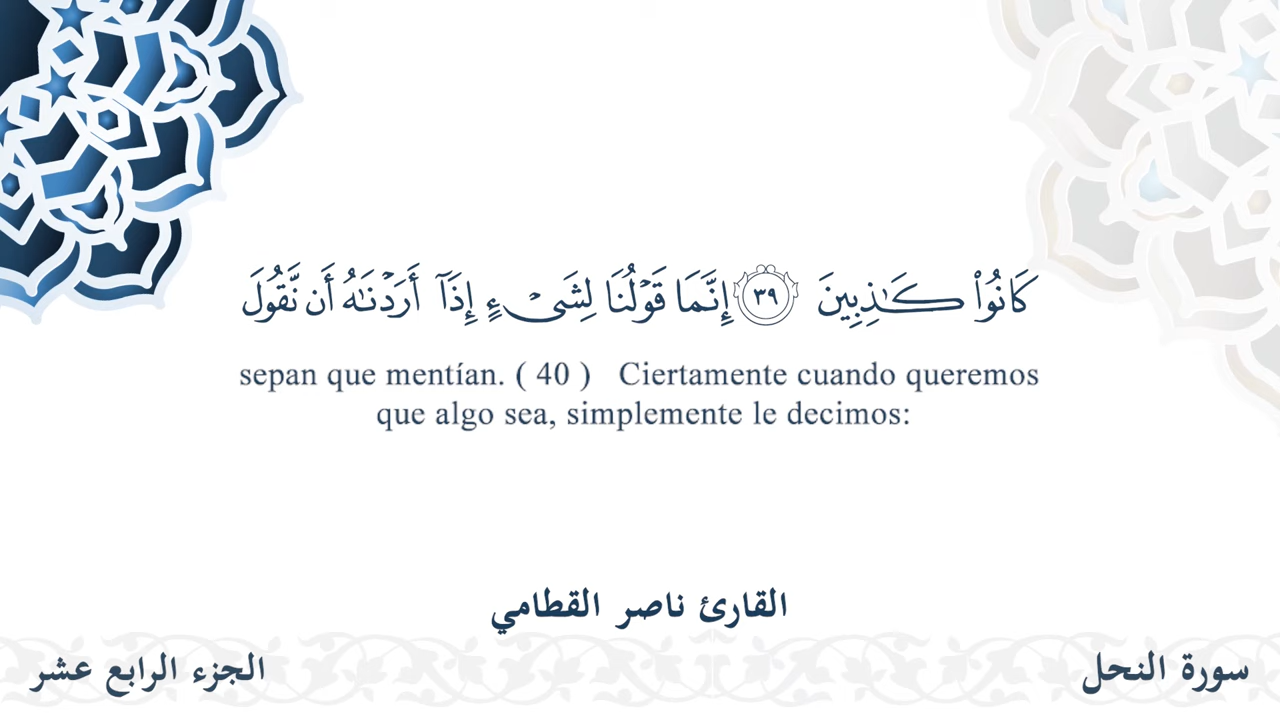 كَانُوا۟ كَـٰذِبِينَ ٣٩ إِنَّمَا قَوْلُنَا لِشَىْءٍ إِذَآ أَرَدْنَـٰهُ أَن نَّقُولَ
sepan que mentían. ( 40 ) Ciertamente cuando queremos
que algo sea, simplemente le decimos:
القارئ ناصر القطامي
سورة النحل
الجزء الرابع عشر